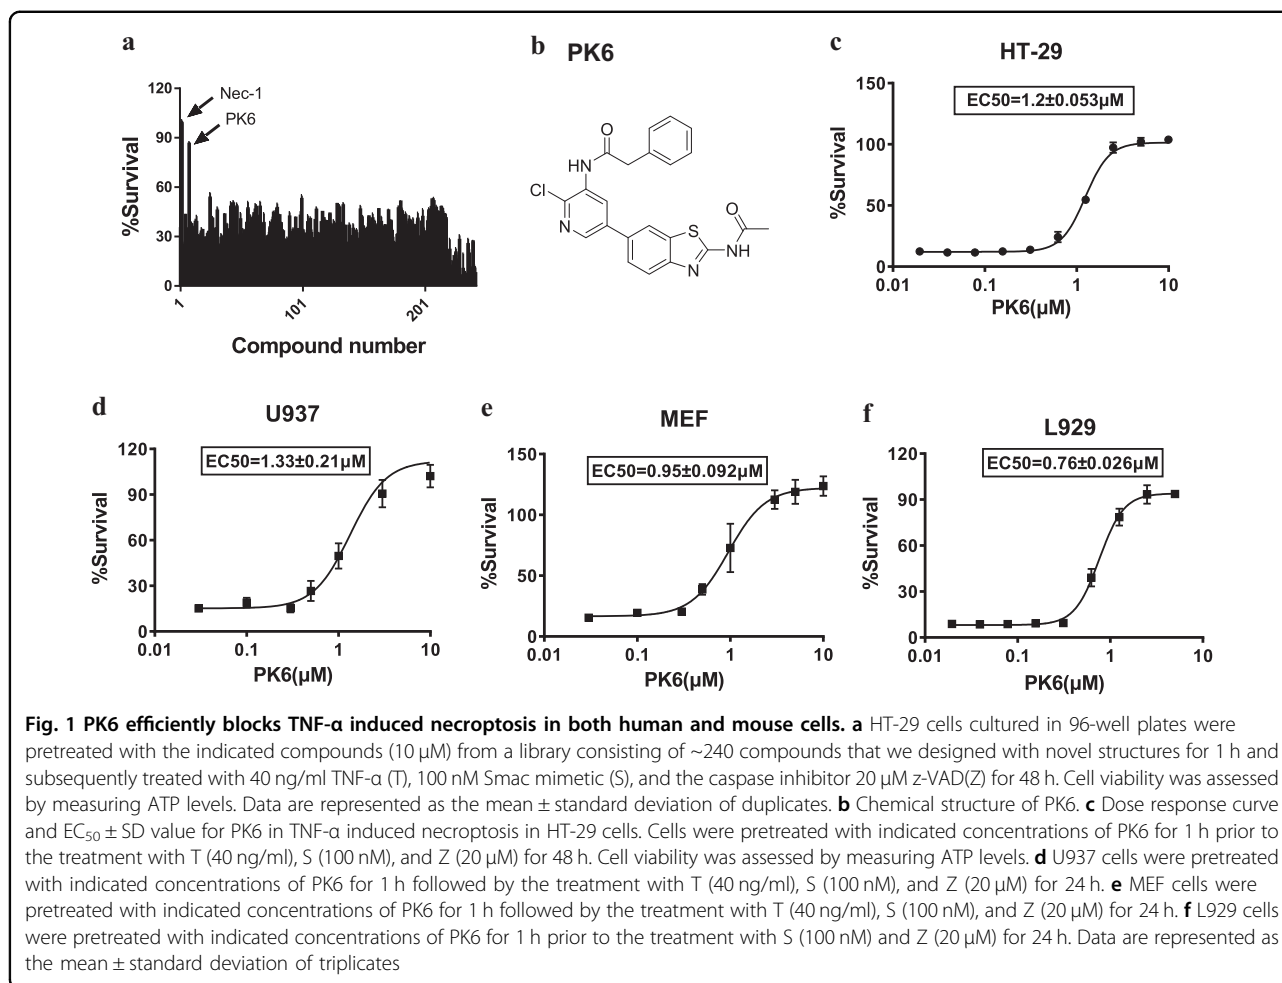 a
Nec-1
PK6
%Survival
120
90
60
30
0
1
101
201
Compound number
b
PK6
O
HN
Cl
N
S
N
O
NH
c
HT-29
EC50=1.2±0.053µM
%Survival
150
100
50
0
0.01
0.1
1
10
PK6(µM)
d
U937
EC50=1.33±0.21µM
%Survival
120
90
60
30
0
0.01
0.1
1
10
PK6(µM)
e
MEF
EC50=0.95±0.092µM
%Survival
150
100
50
0
0.01
0.1
1
10
PK6(µM)
f
L929
EC50=0.76±0.026µM
%Survival
120
90
60
30
0
0.01
0.1
1
10
PK6(µM)
Fig. 1 PK6 efficiently blocks TNF-α induced necroptosis in both human and mouse cells. a HT-29 cells cultured in 96-well plates were
pretreated with the indicated compounds (10 µM) from a library consisting of ~240 compounds that we designed with novel structures for 1 h and
subsequently treated with 40 ng/ml TNF-α (T), 100 nM Smac mimetic (S), and the caspase inhibitor 20 µM z-VAD(Z) for 48 h. Cell viability was assessed
by measuring ATP levels. Data are represented as the mean ± standard deviation of duplicates. b Chemical structure of PK6. c Dose response curve
and EC50 ± SD value for PK6 in TNF-α induced necroptosis in HT-29 cells. Cells were pretreated with indicated concentrations of PK6 for 1 h prior to
the treatment with T (40 ng/ml), S (100 nM), and Z (20 µM) for 48 h. Cell viability was assessed by measuring ATP levels. d U937 cells were pretreated
with indicated concentrations of PK6 for 1 h followed by the treatment with T (40 ng/ml), S (100 nM), and Z (20 µM) for 24 h. e MEF cells were
pretreated with indicated concentrations of PK6 for 1 h followed by the treatment with T (40 ng/ml), S (100 nM), and Z (20 µM) for 24 h. f L929 cells
were pretreated with indicated concentrations of PK6 for 1 h prior to the treatment with S (100 nM) and Z (20 µM) for 24 h. Data are represented as
the mean ± standard deviation of triplicates